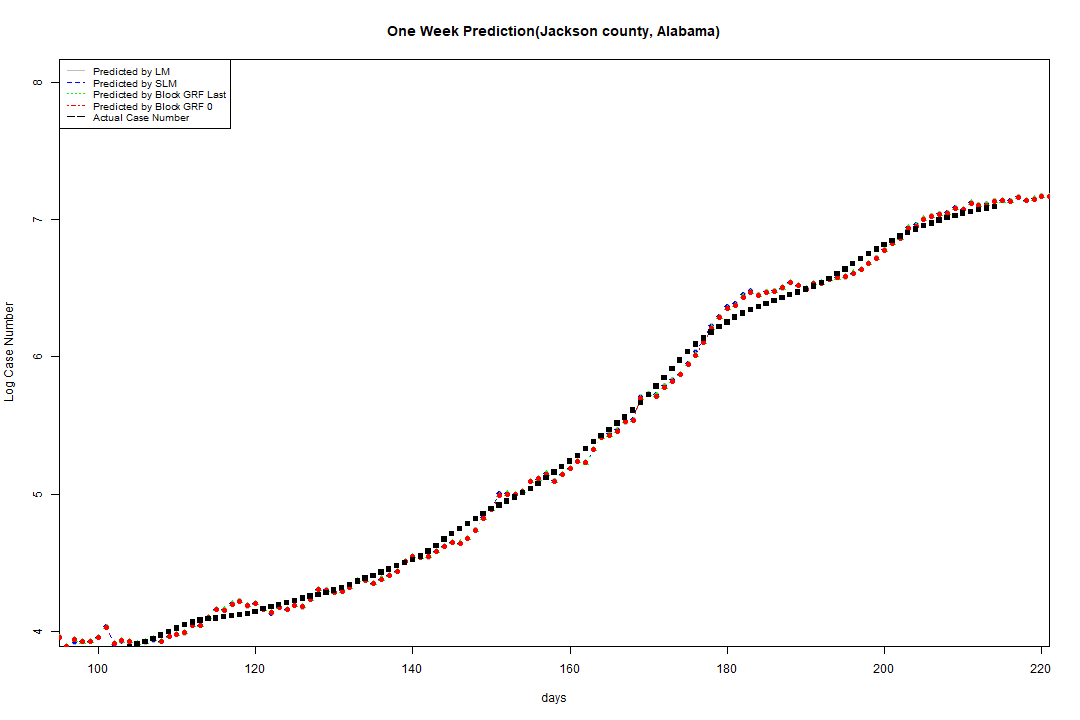 One Week Prediction(Jackson county, Alabama)
Predicted by LM
Predicted by SLM
Predicted by Block GRF Last
Predicted by Block GRF 0
Actual Case Number
8
7
6
5
4
Log Case Number
100 120 140 160 180 200 220
days